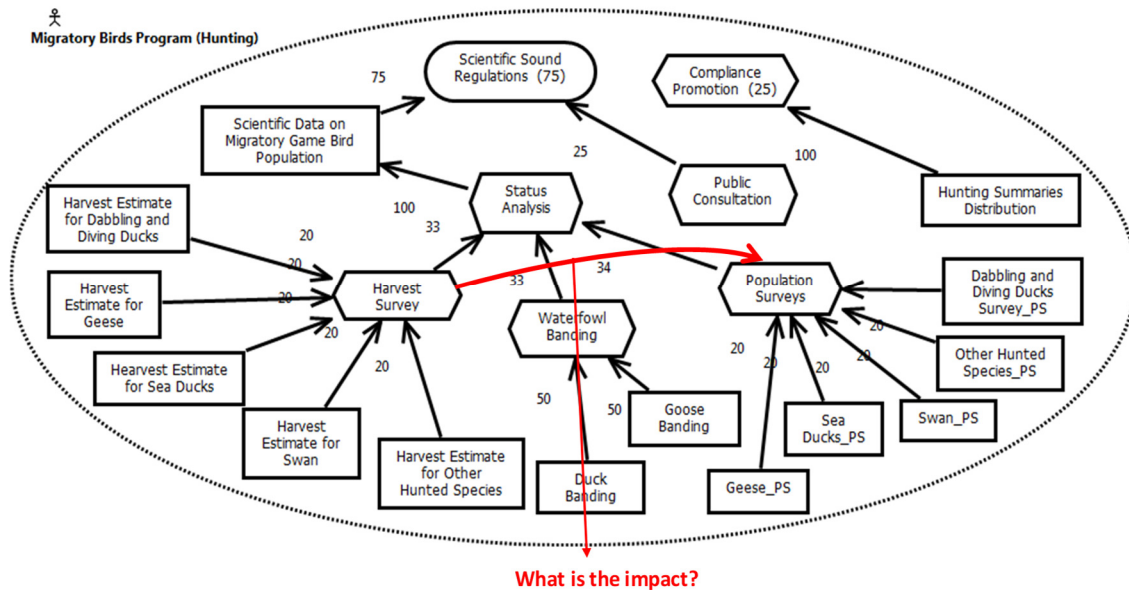 Migratory Birds Program (Hunting)
Scientific Sound
Regulations (75)
Compliance
Promotion (25)
75
Scientific Data on
Migratory Game Bird
Population
25
100
Status
Analysis
Public
Consultation
Hunting Summaries
Distribution
Harvest Estimate
for Dabbling and
Diving Ducks
100
33
20
20
33
34
Harvest
Survey
Population
Surveys
Dabbling and
Diving Ducks
Survey_PS
Harvest
Estimate for
Geese
20
20
Waterfowl
Banding
20
20
20
20
20
Other Hunted
Species_PS
Hearvest Estimate
for Sea Ducks
20
50
50
Goose
Banding
Sea
Ducks_PS
Swan_PS
Harvest
Estimate for
Swan
Harvest Estimate
for Other
Hunted Species
Duck
Banding
Geese_PS
What is the impact?